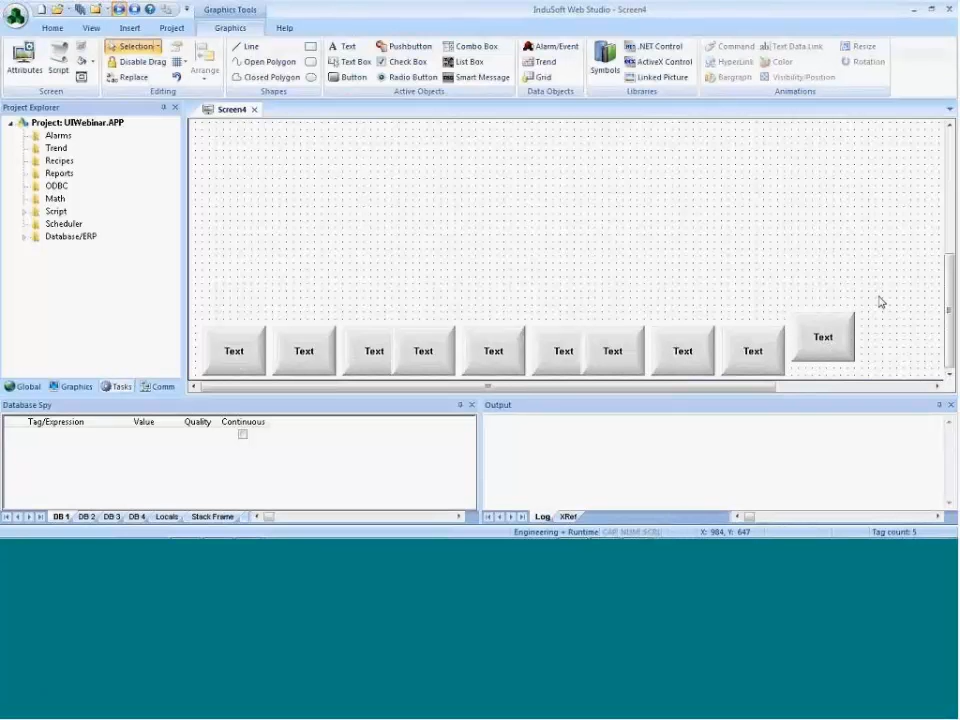 Graphics Tools
InduSoft Web Studio - Screen4
Home View Insert Project Graphics Help
Attributes Script
Selection
Disable Drag
Replace
Arrange
Line
Open Polygon
Closed Polygon
Text
Text Box
Button
Pushbutton
Check Box
Radio Button
Combo Box
List Box
Smart Message
Alarm/Event
Trend
Grid
Symbols
.NET Control
ActiveX Control
Linked Picture
Command
HyperLink
Bargraph
Text Data Link
Color
Visibility/Position
Resize
Rotation
Screen Editing Shapes Active Objects Data Objects Libraries Animations
Project Explorer
Screen4
Project: UIWebinar.APP
Alarms
Trend
Recipes
Reports
ODBC
Math
Script
Scheduler
Database/ERP
Text Text Text Text Text Text Text Text Text Text
Global Graphics Tasks Comm
Database Spy
Output
Tag/Expression Value Quality Continuous
DB 1 DB 2 DB 3 DB 4 Locals Stack Frame
Log XRef
Engineering + Runtime CAP NUM SCRL X: 984, Y: 647 Tag count: 5